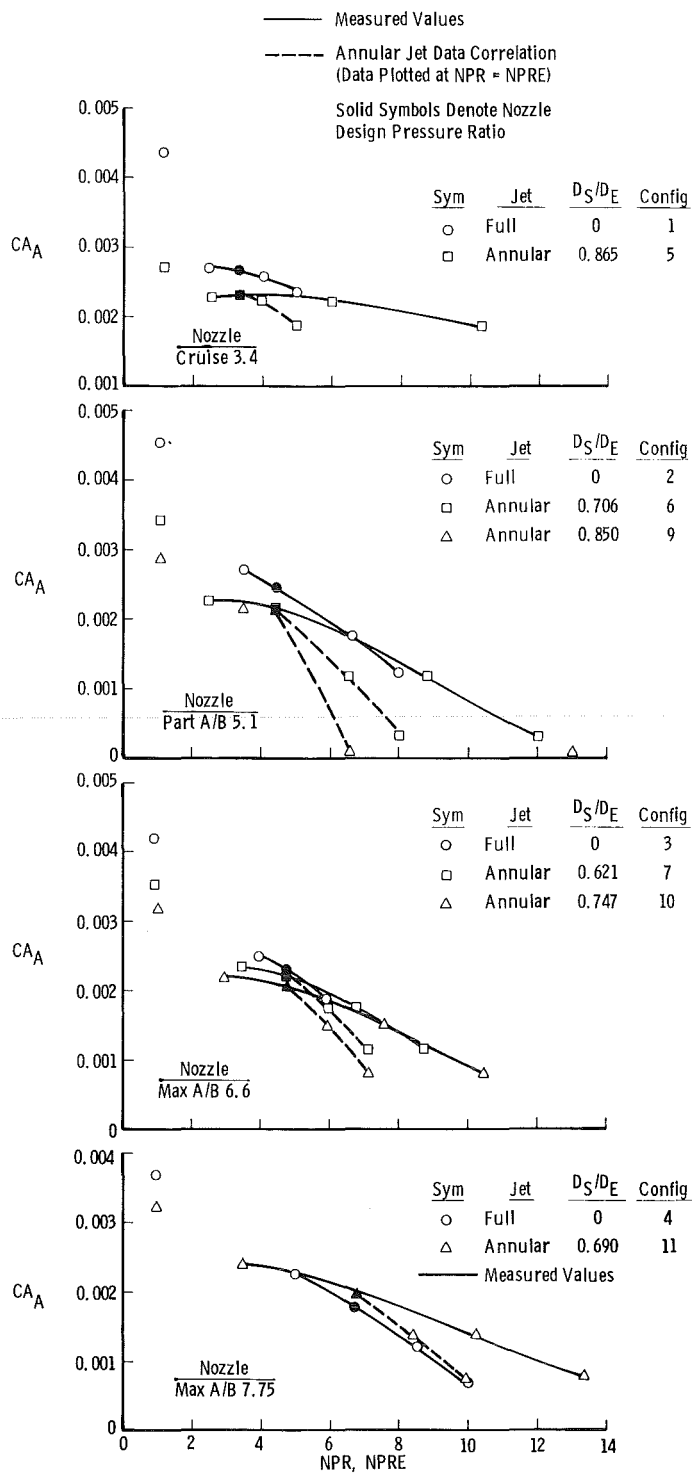 Measured Values
Annular Jet Data Correlation
(Data Plotted at NPR = NPRE)
Solid Symbols Denote Nozzle
Design Pressure Ratio
0.005
0.004
0.003
0.002
0.001
CA_A
Sym Jet D_S/D_E Config
Full 0 1
Annular 0.865 5
Nozzle
Cruise 3.4
0.005
0.004
0.003
0.002
0.001
0
CA_A
Sym Jet D_S/D_E Config
Full 0 2
Annular 0.706 6
Annular 0.850 9
Nozzle
Part A/B 5.1
0.005
0.004
0.003
0.002
0.001
0
CA_A
Sym Jet D_S/D_E Config
Full 0 3
Annular 0.621 7
Annular 0.747 10
Nozzle
Max A/B 6.6
0.004
0.003
0.002
0.001
0
CA_A
Sym Jet D_S/D_E Config
Full 0 4
Annular 0.690 11
Measured Values
Nozzle
Max A/B 7.75
0 2 4 6 8 10 12 14
NPR, NPRE